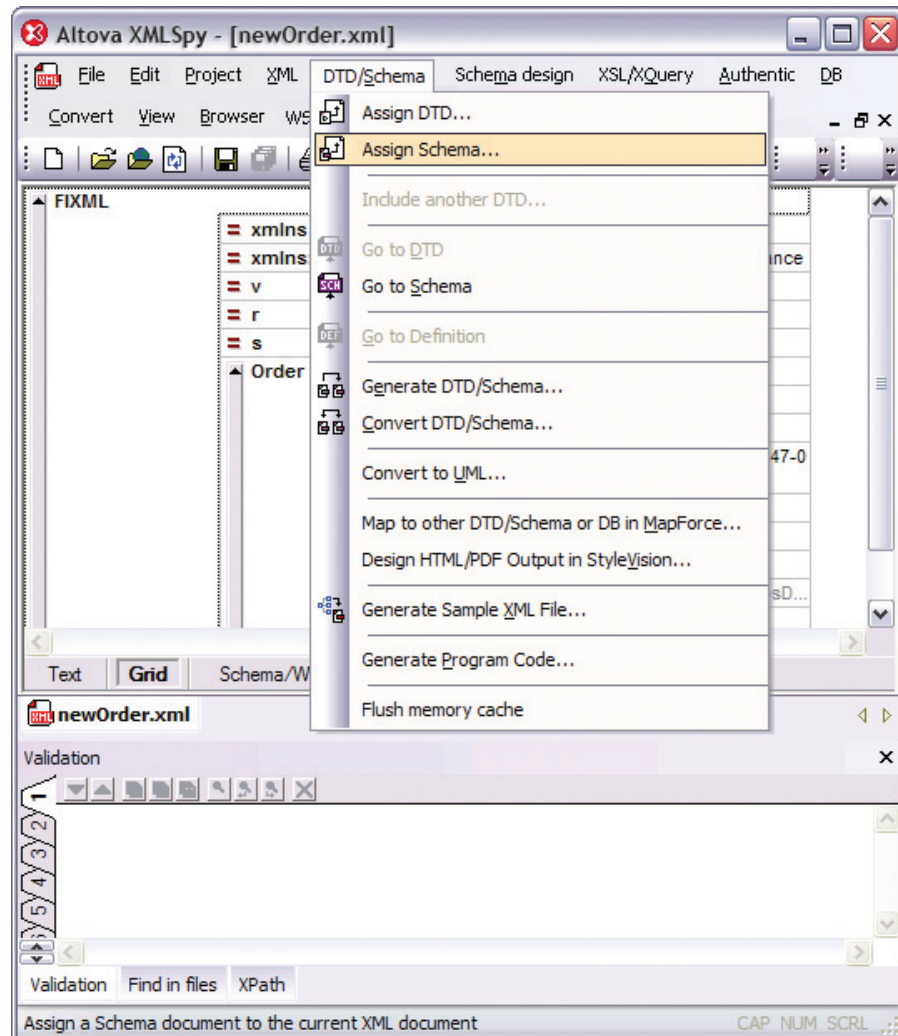 Altova XMLSpy - [newOrder.xml]
File Edit Project XML DTD/Schema Schema design XSL/XQuery Authentic DB
Convert View Browser WS
Assign DTD...
Assign Schema...
Include another DTD...
Go to DTD
Go to Schema
Go to Definition
Generate DTD/Schema...
Convert DTD/Schema...
Convert to UML...
Map to other DTD/Schema or DB in MapForce...
Design HTML/PDF Output in StyleVision...
Generate Sample XML File...
Generate Program Code...
Flush memory cache
FIXML
= xmlns
= xmlns: ance
= v
= r
= s
Order
47-0
sD...
Text Grid Schema/W
newOrder.xml
Validation
1
2
3
4
5
6
Validation Find in files XPath
Assign a Schema document to the current XML document CAP NUM SCRL